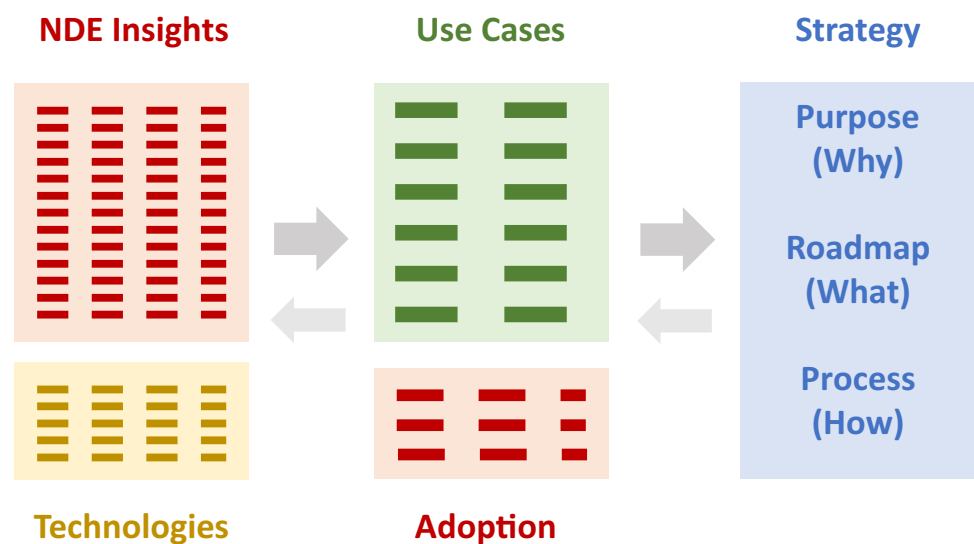 NDE Insights
Use Cases
Strategy
Purpose
(Why)
Roadmap
(What)
Process
(How)
Technologies
Adoption